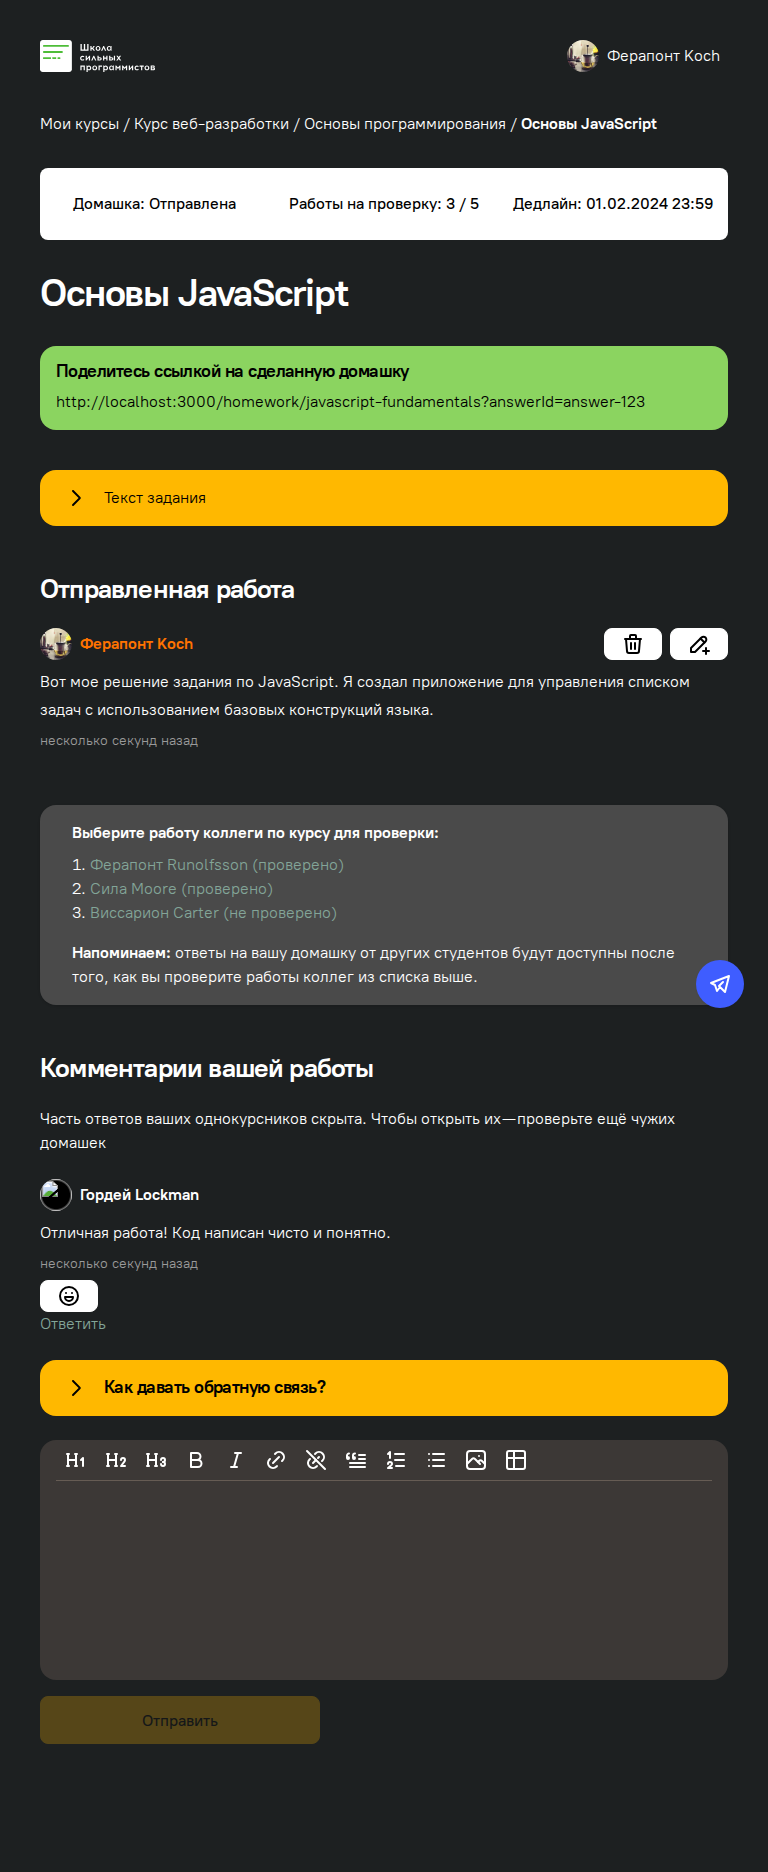 Школа
сильных
программистов
Ферапонт Koch
Мои курсы / Курс веб-разработки / Основы программирования / Основы JavaScript
Домашка: Отправлена
Работы на проверку: 3 / 5
Дедлайн: 01.02.2024 23:59
Основы JavaScript
Поделитесь ссылкой на сделанную домашку
http://localhost:3000/homework/javascript-fundamentals?answerId=answer-123
Текст задания
Отправленная работа
Ферапонт Koch
Вот мое решение задания по JavaScript. Я создал приложение для управления списком
задач с использованием базовых конструкций языка.
несколько секунд назад
Выберите работу коллеги по курсу для проверки:
1. Ферапонт Runolfsson (проверено)
2. Сила Moore (проверено)
3. Виссарион Carter (не проверено)
Напоминаем: ответы на вашу домашку от других студентов будут доступны после
того, как вы проверите работы коллег из списка выше.
Комментарии вашей работы
Часть ответов ваших однокурсников скрыта. Чтобы открыть их — проверьте ещё чужих
домашек
Гордей Lockman
Отличная работа! Код написан чисто и понятно.
несколько секунд назад
Ответить
Как давать обратную связь?
H1 H2 H3 B I
Отправить